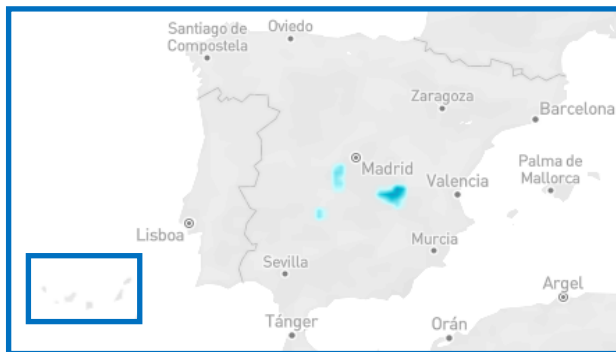 Santiago de
Compostela
Oviedo
Zaragoza
Barcelona
Madrid
Palma de
Mallorca
Valencia
Lisboa
Murcia
Sevilla
Argel
Tánger
Orán